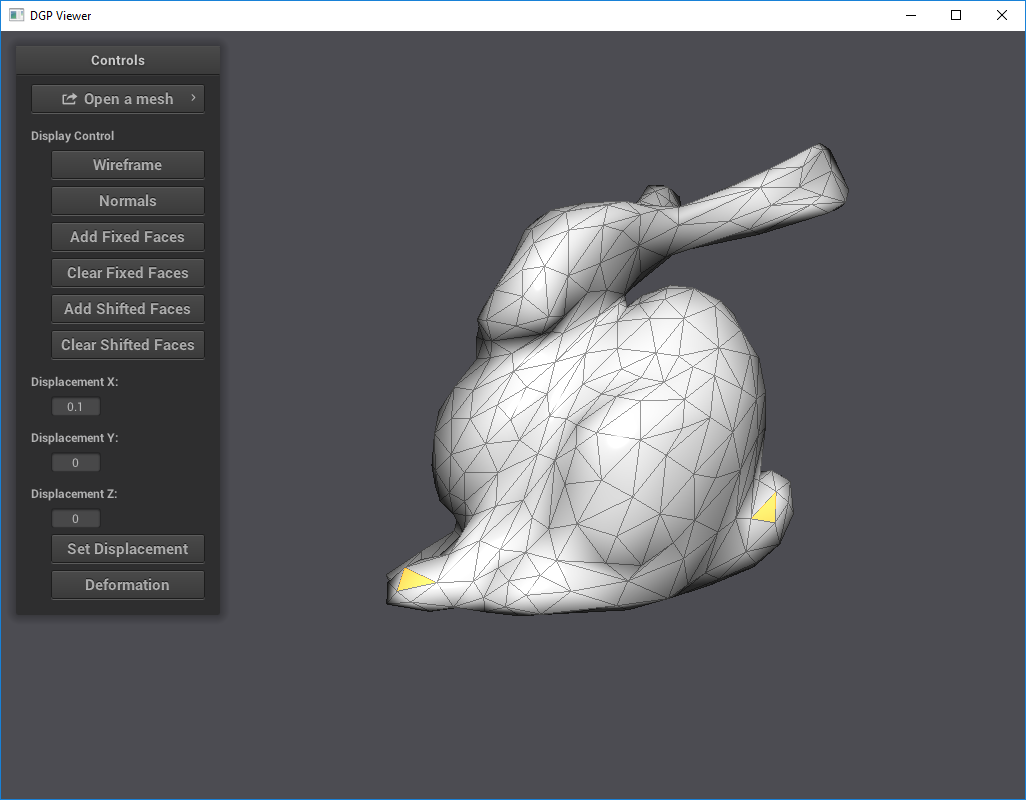 DGP Viewer
Controls
Open a mesh
Display Control
Wireframe
Normals
Add Fixed Faces
Clear Fixed Faces
Add Shifted Faces
Clear Shifted Faces
Displacement X:
0.1
Displacement Y:
0
Displacement Z:
0
Set Displacement
Deformation